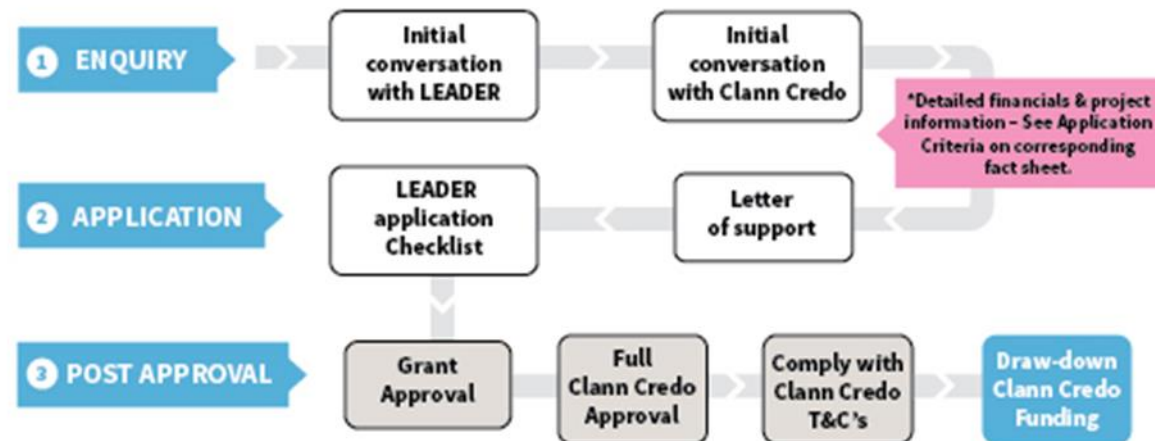 1 ENQUIRY
Initial
conversation
with LEADER
Initial
conversation
with Clann Credo
*Detailed financials & project
information – See Application
Criteria on corresponding
fact sheet.
2 APPLICATION
LEADER
application
Checklist
Letter
of support
3 POST APPROVAL
Grant
Approval
Full
Clann Credo
Approval
Comply with
Clann Credo
T&C's
Draw-down
Clann Credo
Funding